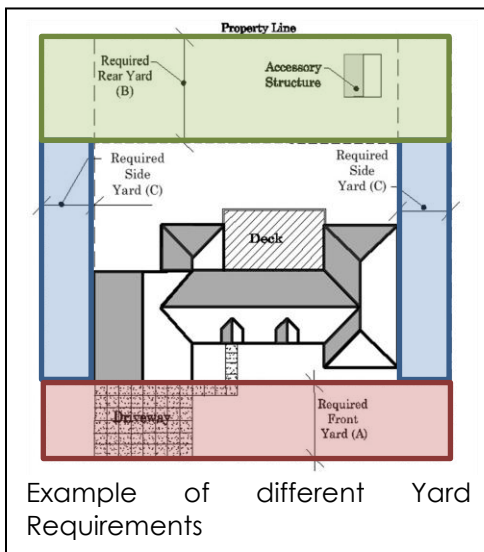 Property Line
Required
Rear Yard
(B)
Accessory
Structure
Required
Side
Yard (C)
Required
Side
Yard (C)
Deck
Driveway
Required
Front
Yard (A)
Example of different Yard
Requirements